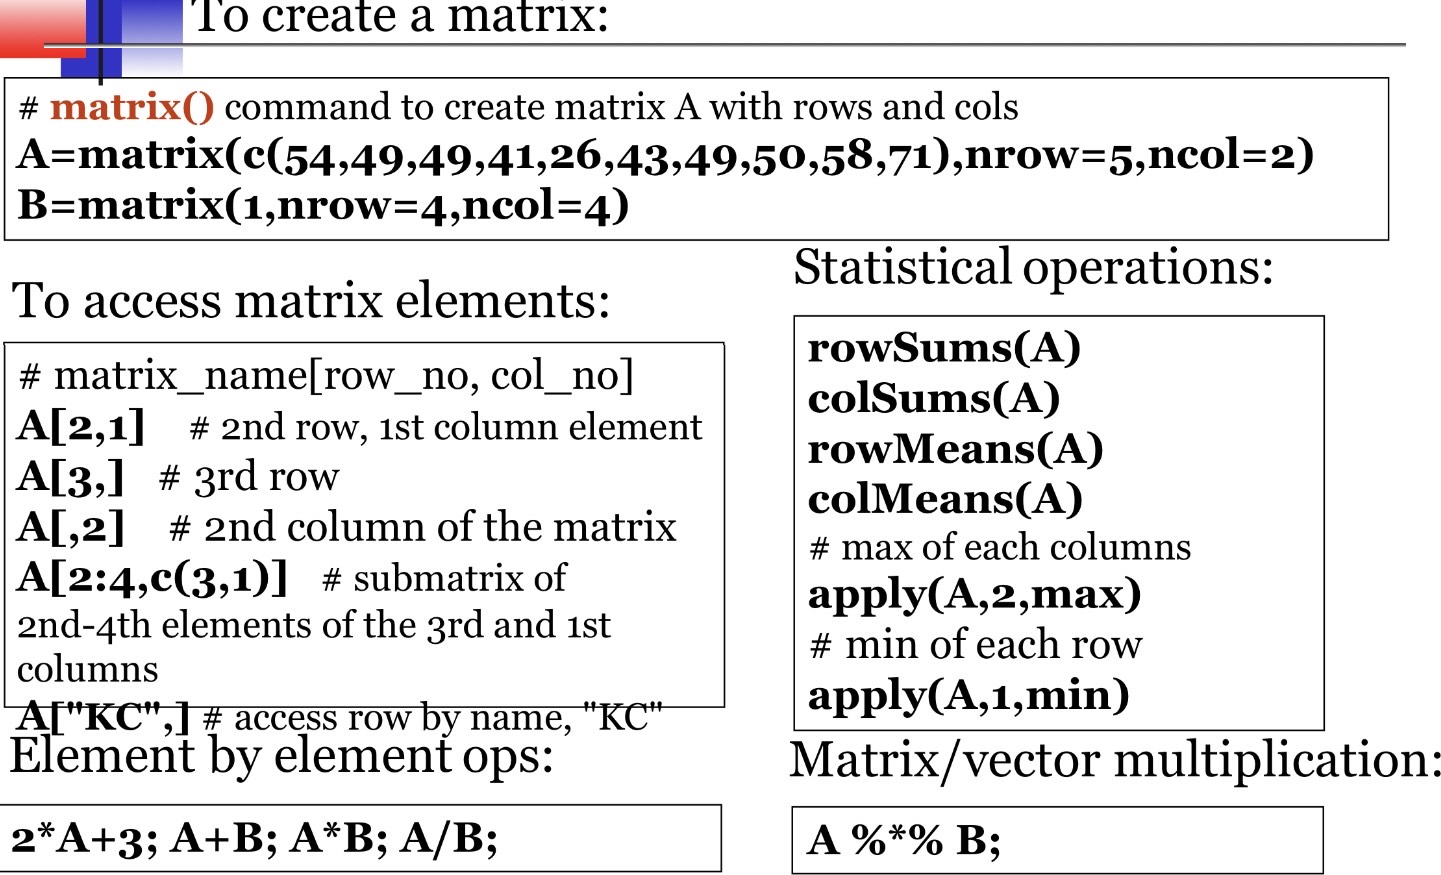 To create a matrix:
# matrix() command to create matrix A with rows and cols
A=matrix(c(54,49,49,41,26,43,49,50,58,71),nrow=5,ncol=2)
B=matrix(1,nrow=4,ncol=4)
To access matrix elements:
# matrix_name[row_no, col_no]
A[2,1] # 2nd row, 1st column element
A[3,] # 3rd row
A[,2] # 2nd column of the matrix
A[2:4,c(3,1)] # submatrix of
2nd-4th elements of the 3rd and 1st
columns
A["KC",] # access row by name, "KC"
Statistical operations:
rowSums(A)
colSums(A)
rowMeans(A)
colMeans(A)
# max of each columns
apply(A,2,max)
# min of each row
apply(A,1,min)
Element by element ops:
2*A+3; A+B; A*B; A/B;
Matrix/vector multiplication:
A %*% B;